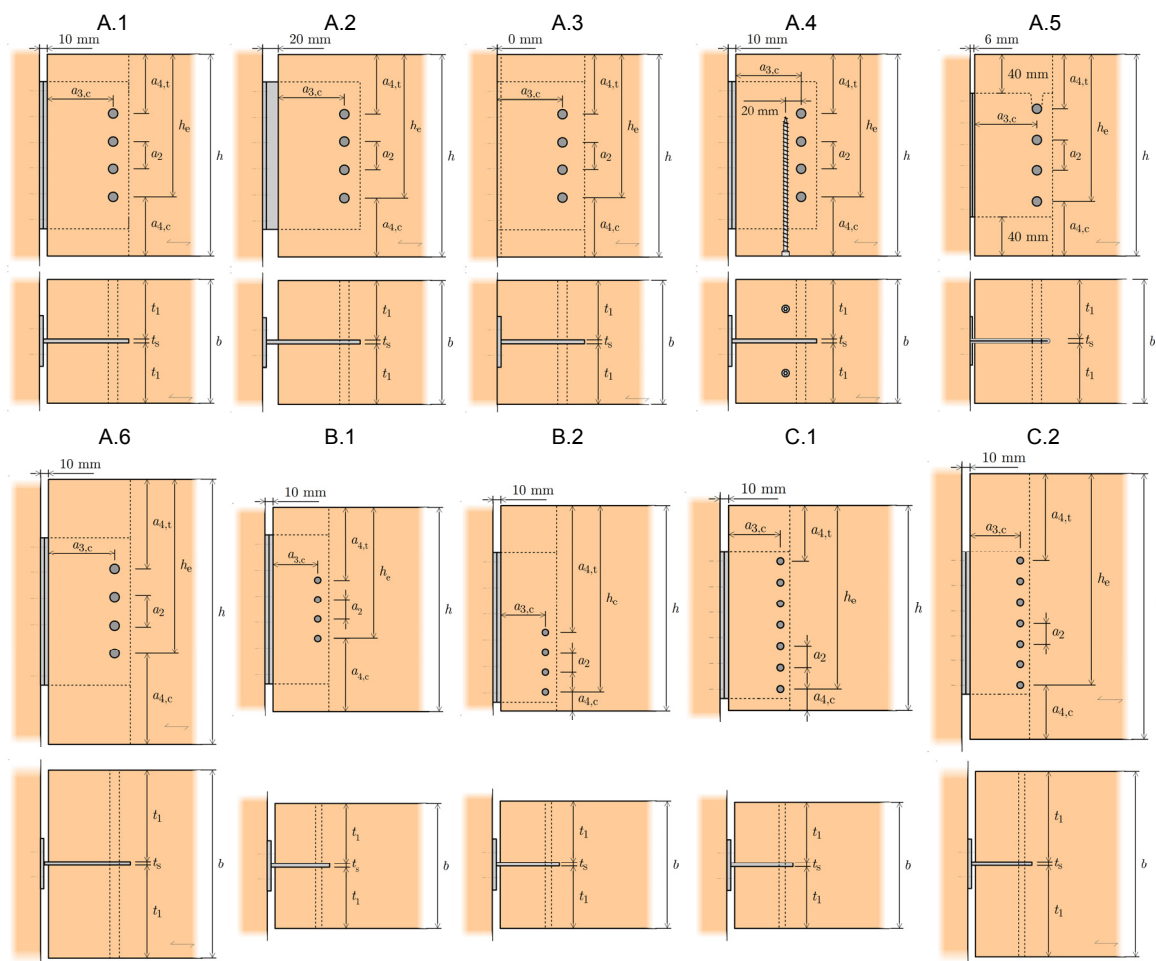 A.1 A.2 A.3 A.4 A.5
10 mm 20 mm 0 mm 10 mm 6 mm
a3,c a4,t a2 he h a4,c
a3,c a4,t a2 he h a4,c
a3,c a4,t a2 he h a4,c
a3,c a4,t 20 mm a2 he h a4,c
40 mm a4,t a3,c a2 he h 40 mm a4,c
t1 ts t1 b
t1 ts t1 b
t1 ts t1 b
t1 ts t1 b
t1 ts t1 b
A.6 B.1 B.2 C.1 C.2
10 mm 10 mm 10 mm 10 mm 10 mm
a4,t a3,c he a2 h a4,c
a4,t a3,c he a2 h a4,c
a4,t a3,c he a2 h a4,c
a3,c a4,t he a2 h a4,c
a4,t a3,c he a2 h a4,c
t1 ts t1 b
t1 ts t1 b
t1 ts t1 b
t1 ts t1 b
t1 ts t1 b